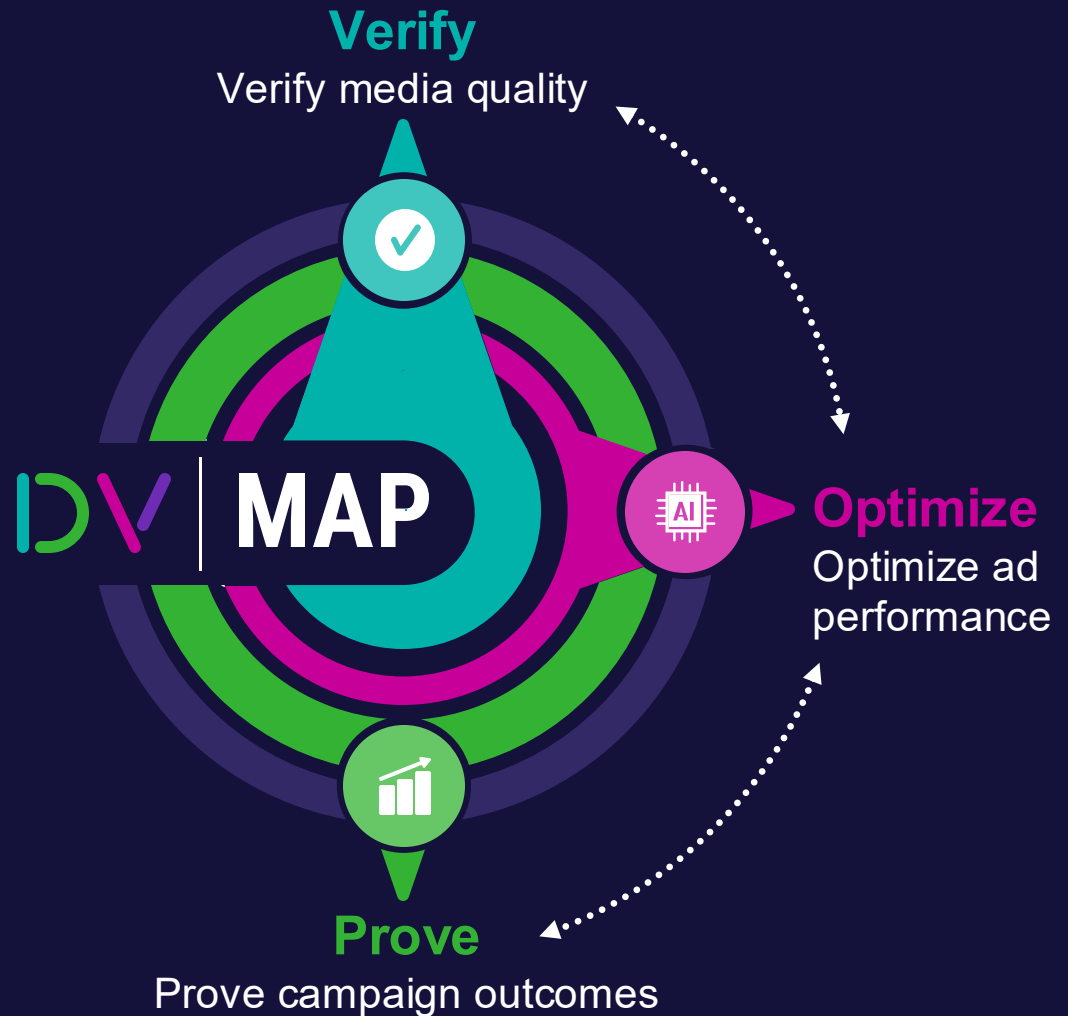 Verify
Verify media quality
DV | MAP
AI
Optimize
Optimize ad
performance
Prove
Prove campaign outcomes